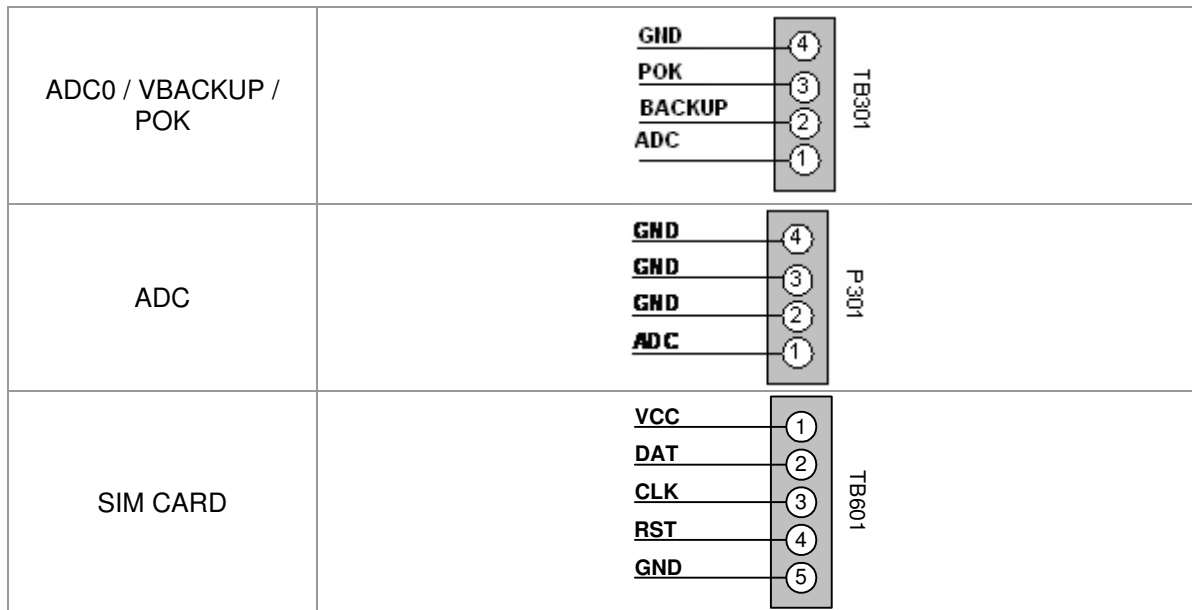 ADC0 / VBACKUP /
POK
GND
4
POK
3
BACKUP
2
ADC
1
TB301
ADC
GND
4
GND
3
GND
2
ADC
1
P301
SIM CARD
VCC
1
DAT
2
CLK
3
RST
4
GND
5
TB601